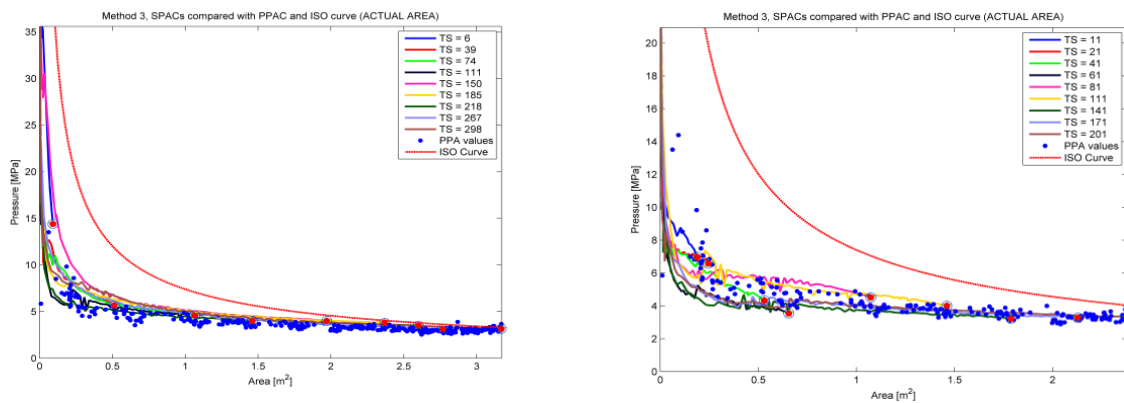 Method 3, SPACs compared with PPAC and ISO curve (ACTUAL AREA)
35
30
25
20
15
10
5
0
Pressure [MPa]
0
0.5
1
1.5
2
2.5
3
Area [m²]
TS = 6
TS = 39
TS = 74
TS = 111
TS = 150
TS = 185
TS = 218
TS = 267
TS = 298
PPA values
ISO Curve
Method 3, SPACs compared with PPAC and ISO curve (ACTUAL AREA)
20
18
16
14
12
10
8
6
4
2
0
Pressure [MPa]
0
0.5
1
1.5
2
Area [m²]
TS = 11
TS = 21
TS = 41
TS = 61
TS = 81
TS = 111
TS = 141
TS = 171
TS = 201
PPA values
ISO Curve